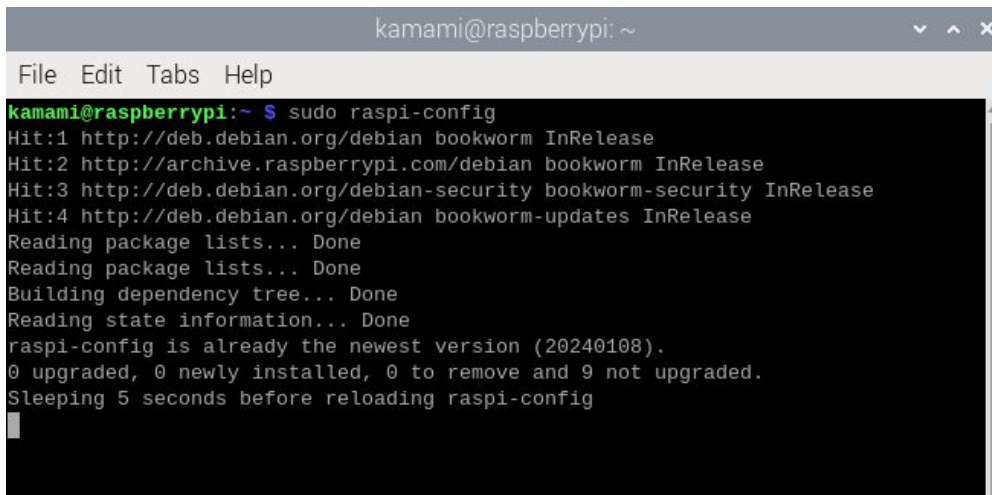 kamami@raspberrypi: ~
File Edit Tabs Help
kamami@raspberrypi:~ $ sudo raspi-config
Hit:1 http://deb.debian.org/debian bookworm InRelease
Hit:2 http://archive.raspberrypi.com/debian bookworm InRelease
Hit:3 http://deb.debian.org/debian-security bookworm-security InRelease
Hit:4 http://deb.debian.org/debian bookworm-updates InRelease
Reading package lists... Done
Reading package lists... Done
Building dependency tree... Done
Reading state information... Done
raspi-config is already the newest version (20240108).
0 upgraded, 0 newly installed, 0 to remove and 9 not upgraded.
Sleeping 5 seconds before reloading raspi-config